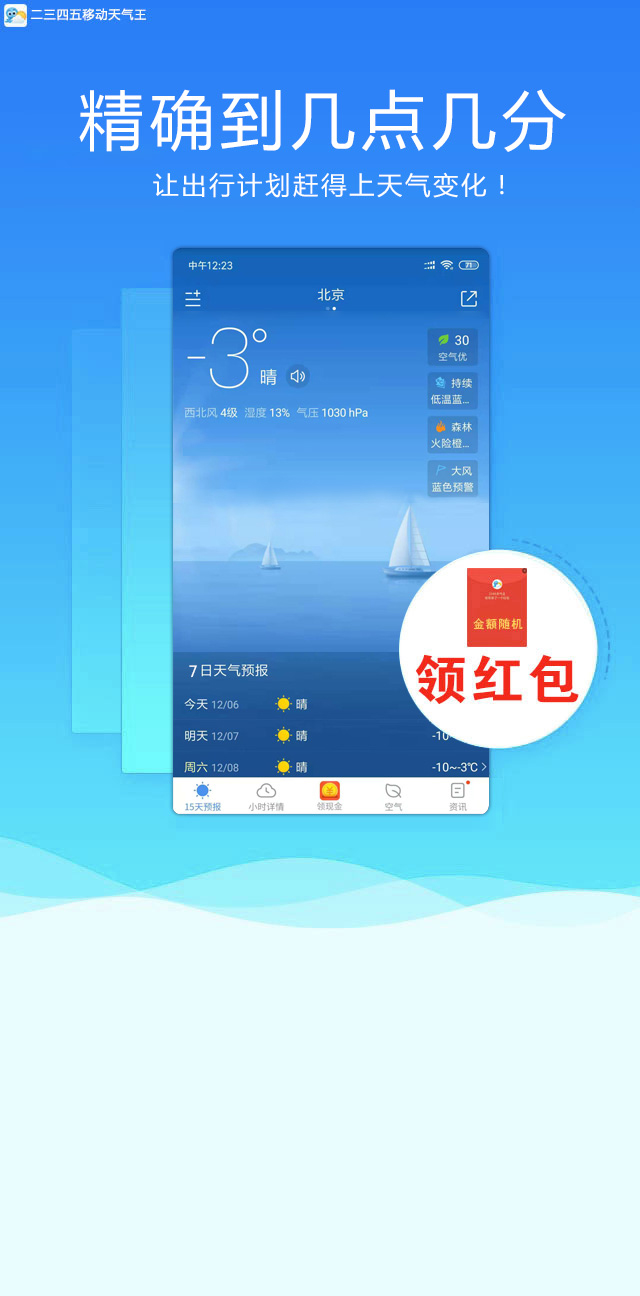 二三四五移动天气王
精确到几点几分
让出行计划赶得上天气变化！
中午12:23
北京
-3°
晴
30
空气优
持续
低温蓝...
西北风 4级 湿度 13% 气压 1030 hPa
森林
火险橙...
大风
蓝色预警
金额随机
领红包
7日天气预报
今天 12/06 晴
明天 12/07 晴 -10
周六 12/08 晴 -10~-3℃
15天预报 小时详情 领现金 空气 资讯